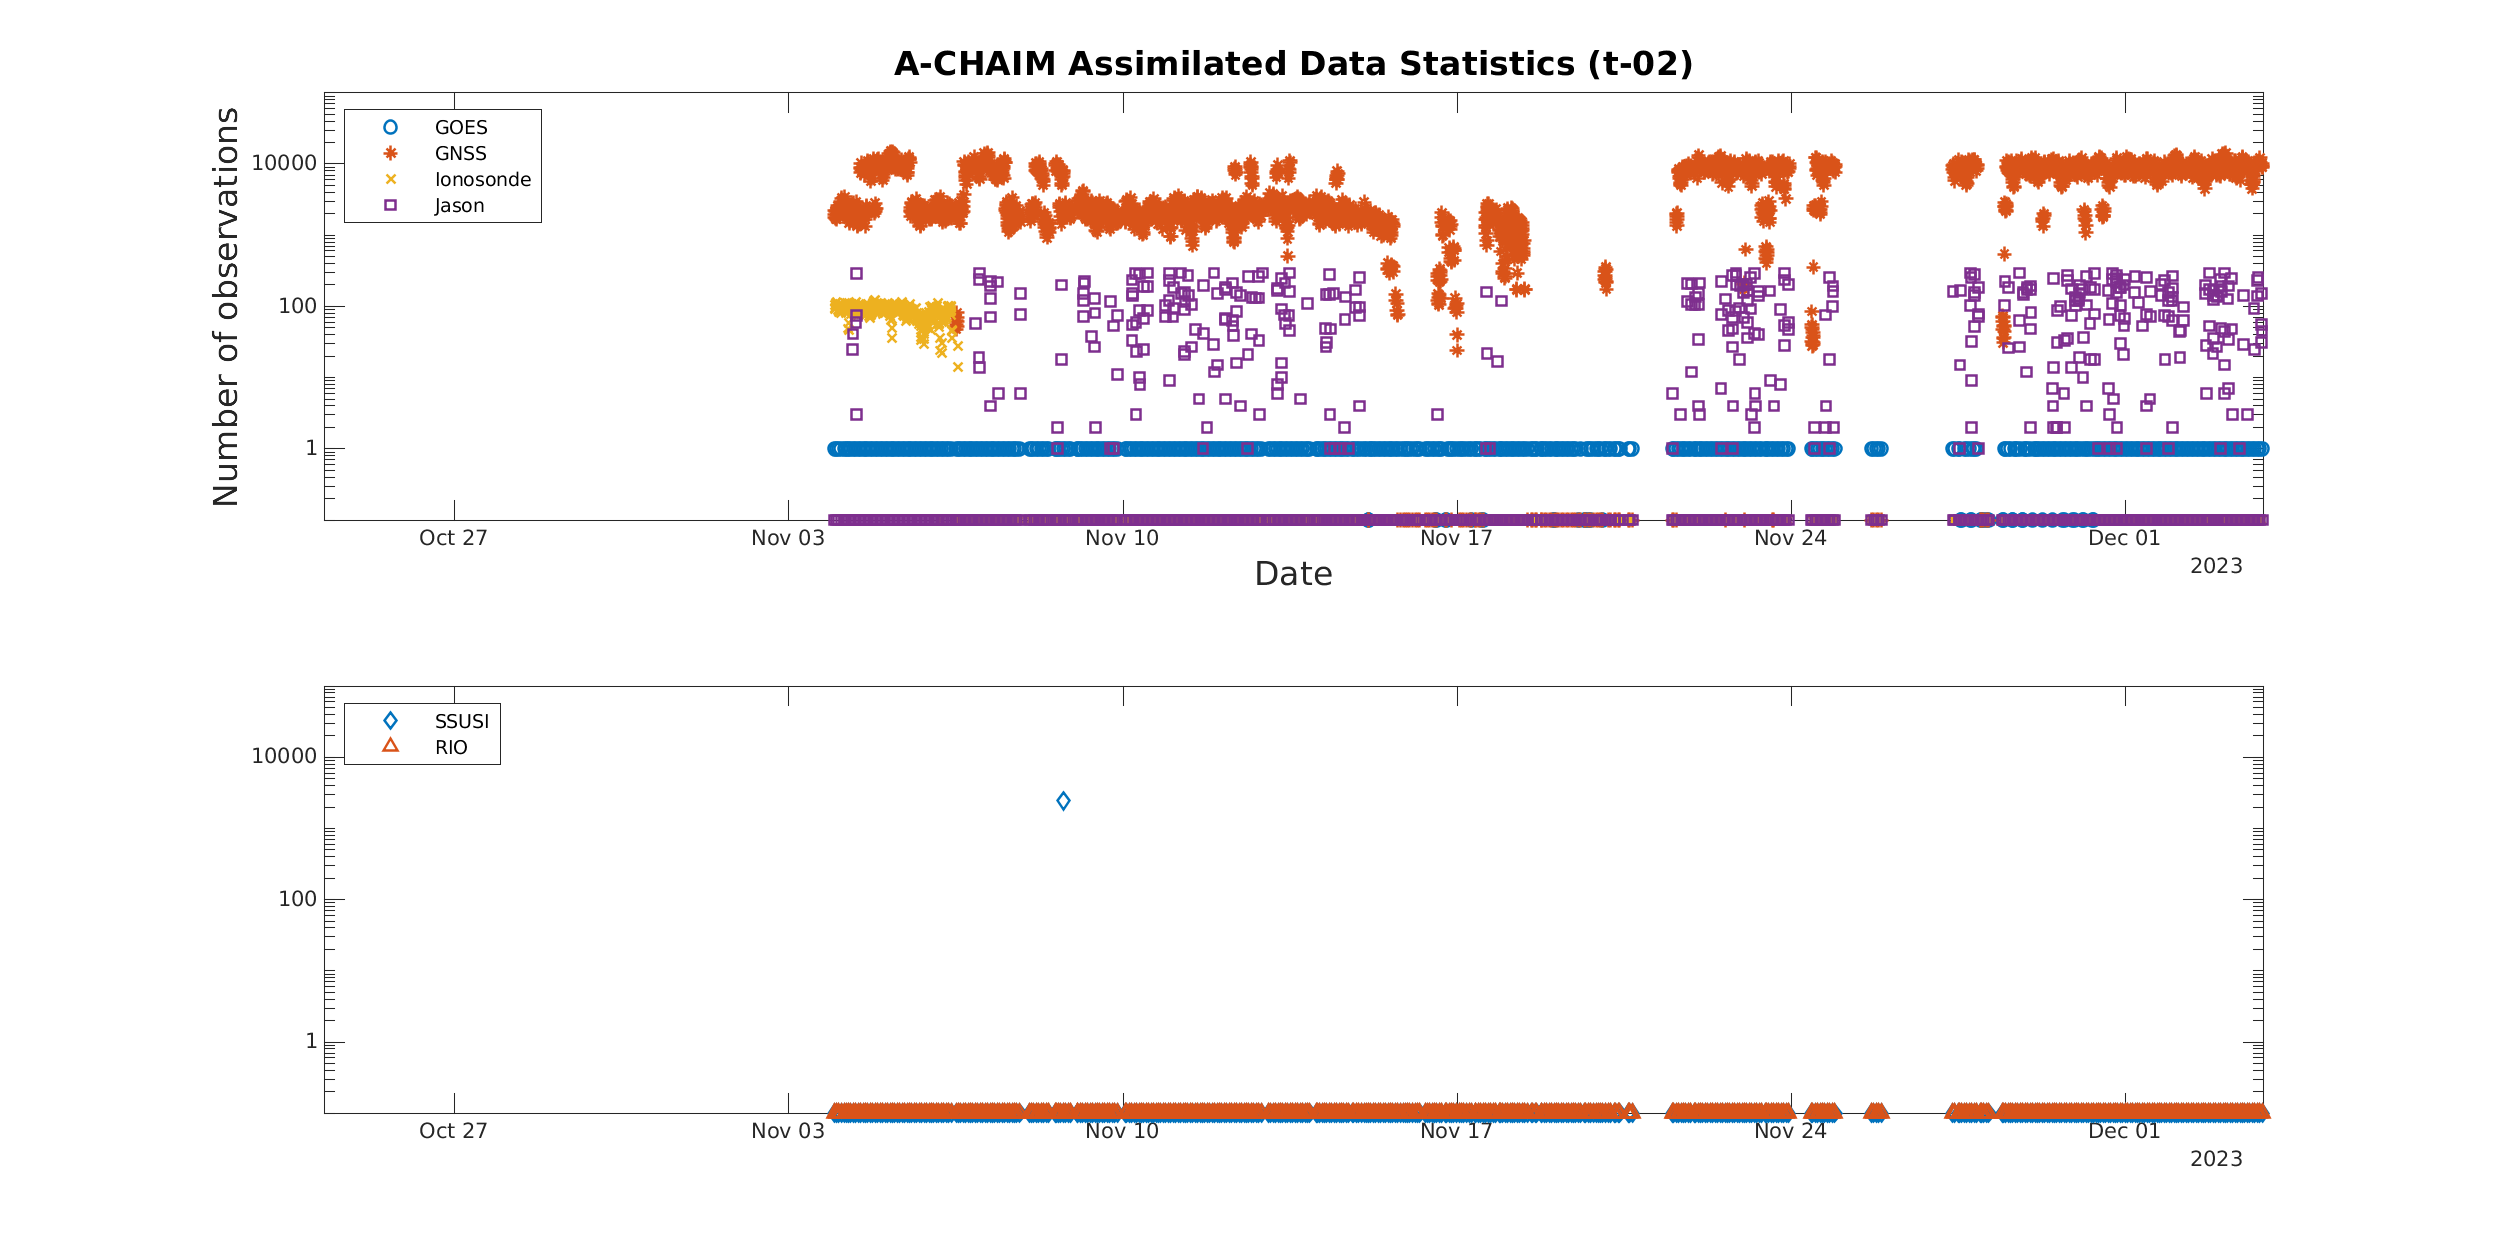 A-CHAIM Assimilated Data Statistics (t-02)
Number of observations
10000
100
1
GOES
GNSS
Ionosonde
Jason
Oct 27
Nov 03
Nov 10
Nov 17
Nov 24
Dec 01
2023
Date
10000
100
1
SSUSI
RIO
Oct 27
Nov 03
Nov 10
Nov 17
Nov 24
Dec 01
2023